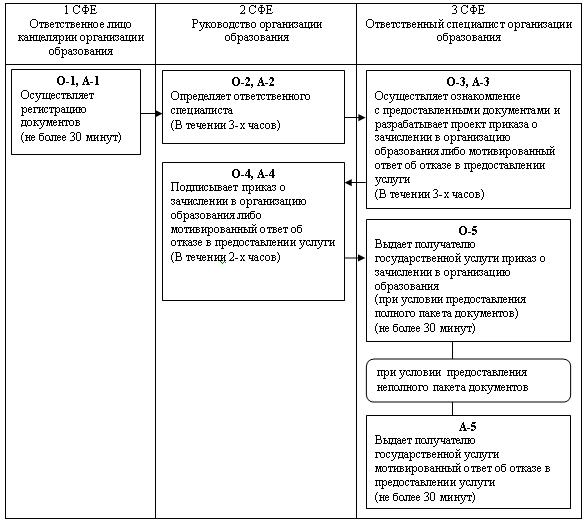 1 СФЕ
Ответственное лицо
канцелярии организации
образования
2 СФЕ
Руководство организации
образования
3 СФЕ
Ответственный специалист организации
образования
О-1, А-1
Осуществляет
регистрацию
документов
(не более 30 минут)
О-2, А-2
Определяет ответственного
специалиста
(В течении 3-х часов)
О-3, А-3
Осуществляет ознакомление
с предоставленными документами и
разрабатывает проект приказа о
зачислении в организацию
образования либо мотивированный
ответ об отказе в предоставлении
услуги
(В течении 3-х часов)
О-4, А-4
Подписывает приказ о
зачислении в организацию
образования либо
мотивированный ответ об
отказе в предоставлении услуги
(В течении 2-х часов)
О-5
Выдает получателю
государственной услуги приказ о
зачислении в организацию
образования
(при условии предоставления
полного пакета документов)
(не более 30 минут)
при условии предоставления
неполного пакета документов
А-5
Выдает получателю
государственной услуги
мотивированный ответ об отказе в
предоставлении услуги
(не более 30 минут)